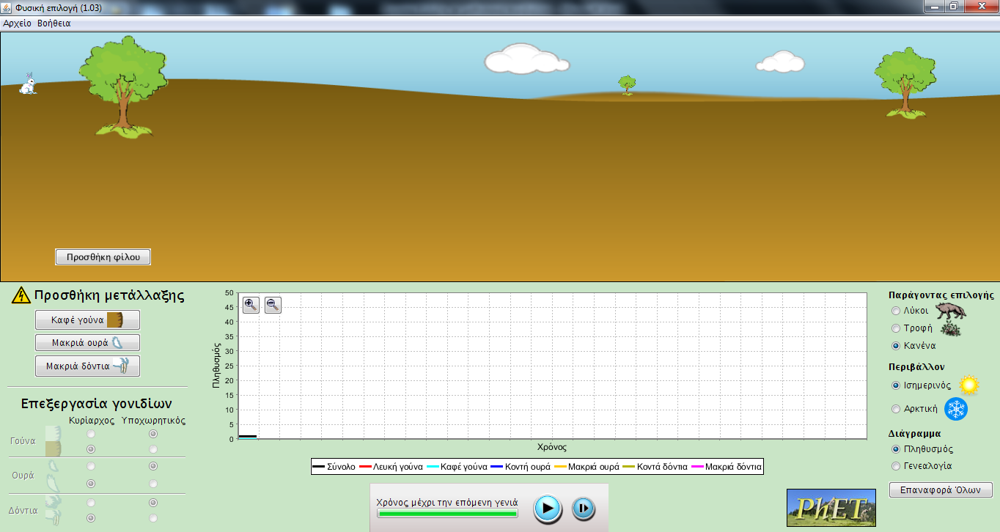 Φυσική επιλογή (1.03)
Αρχείο Βοήθεια
Προσθήκη φίλου
Προσθήκη μετάλλαξης
Καφέ γούνα
Μακριά ουρά
Μακριά δόντια
Επεξεργασία γονιδίων
Κυρίαρχος Υποχωρητικός
Γούνα
Ουρά
Δόντια
Πληθυσμός
50
45
40
35
30
25
20
15
10
5
0
Χρόνος
Σύνολο Λευκή γούνα Καφέ γούνα Κοντή ουρά Μακριά ουρά Κοντά δόντια Μακριά δόντια
Χρόνος μέχρι την επόμενη γενιά
PhET
Παράγοντας επιλογής
Λύκοι
Τροφή
Κανένα
Περιβάλλον
Ισημερινός
Αρκτική
Διάγραμμα
Πληθυσμός
Γενεαλογία
Επαναφορά Όλων